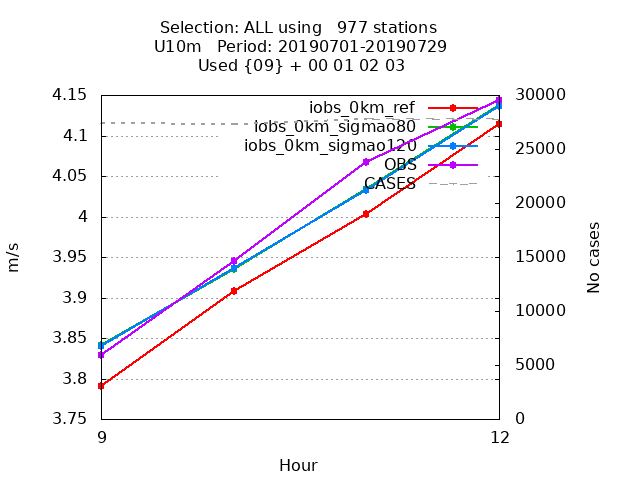 Selection: ALL using   977 stations
U10m   Period: 20190701-20190729
Used {09} + 00 01 02 03
4.15
4.1
4.05
4
3.95
3.9
3.85
3.8
3.75
m/s
30000
25000
20000
15000
10000
5000
0
No cases
iobs_0km_ref
iobs_0km_sigmao80
iobs_0km_sigmao120
OBS
CASES
9
12
Hour